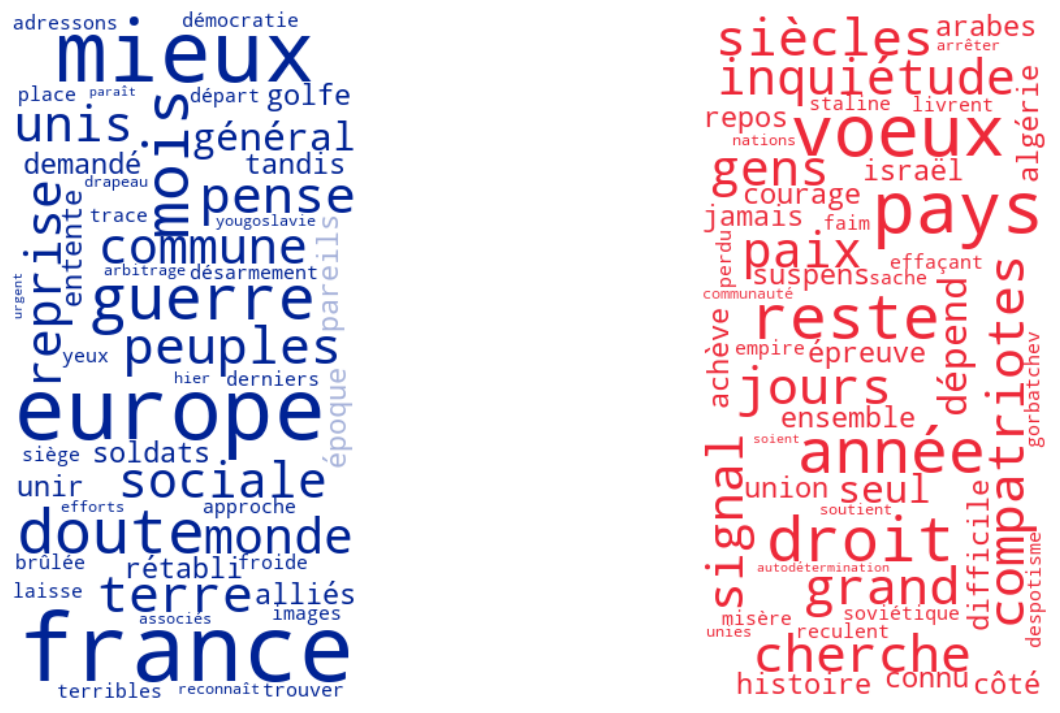 adressons
démocratie
mieux
place
paraît
mois
départ
golfe
unis
général
demandé
tandis
drapeau
reprise
entente
pense
trace
yougoslavie
pareils
commune
arbitrage
désarmement
urgent
guerre
peuples
yeux
hier
derniers
europe
époque
siège
soldats
sociale
unir
efforts
approche
doute
monde
brûlée
rétabli
froide
laisse
terre
alliés
associés
images
france
terribles
reconnaît
trouver
siècles
arabes
arrêter
inquiétude
algérie
staline
livrent
repos
voeux
nations
gens
israël
courage
pays
jamais
faim
perdu
paix
effaçant
suspens
sache
communauté
compatriotes
dépend
reste
achève
empire
épreuve
gorbatchev
jours
ensemble
soient
année
signal
union
seul
difficile
soutient
droit
despotisme
autodétermination
grand
misère
soviétique
unies
reculent
cherche
histoire
connu
côté